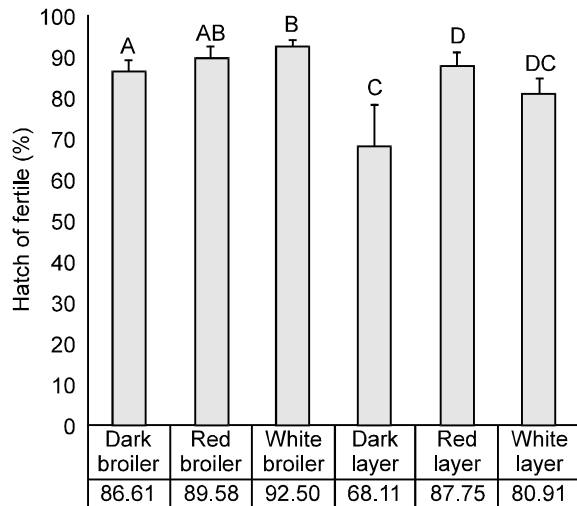 Hatch of fertile (%)
100
90
80
70
60
50
40
30
20
10
0
A
AB
B
C
D
DC
Dark broiler
Red broiler
White broiler
Dark layer
Red layer
White layer
86.61 89.58 92.50 68.11 87.75 80.91